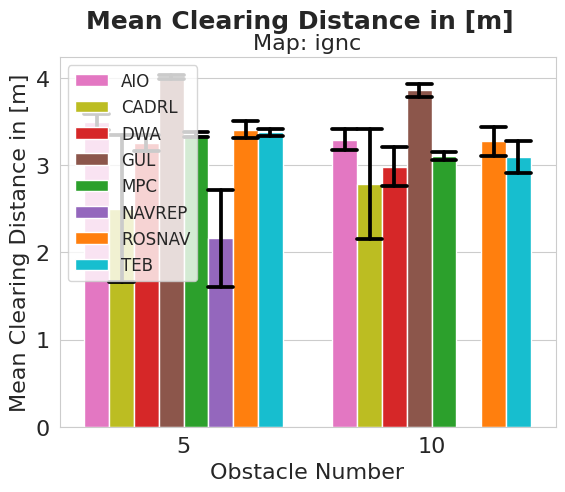 Mean Clearing Distance in [m]
Map: ignc
Mean Clearing Distance in [m]
4
3
2
1
0
AIO
CADRL
DWA
GUL
MPC
NAVREP
ROSNAV
TEB
5
10
Obstacle Number